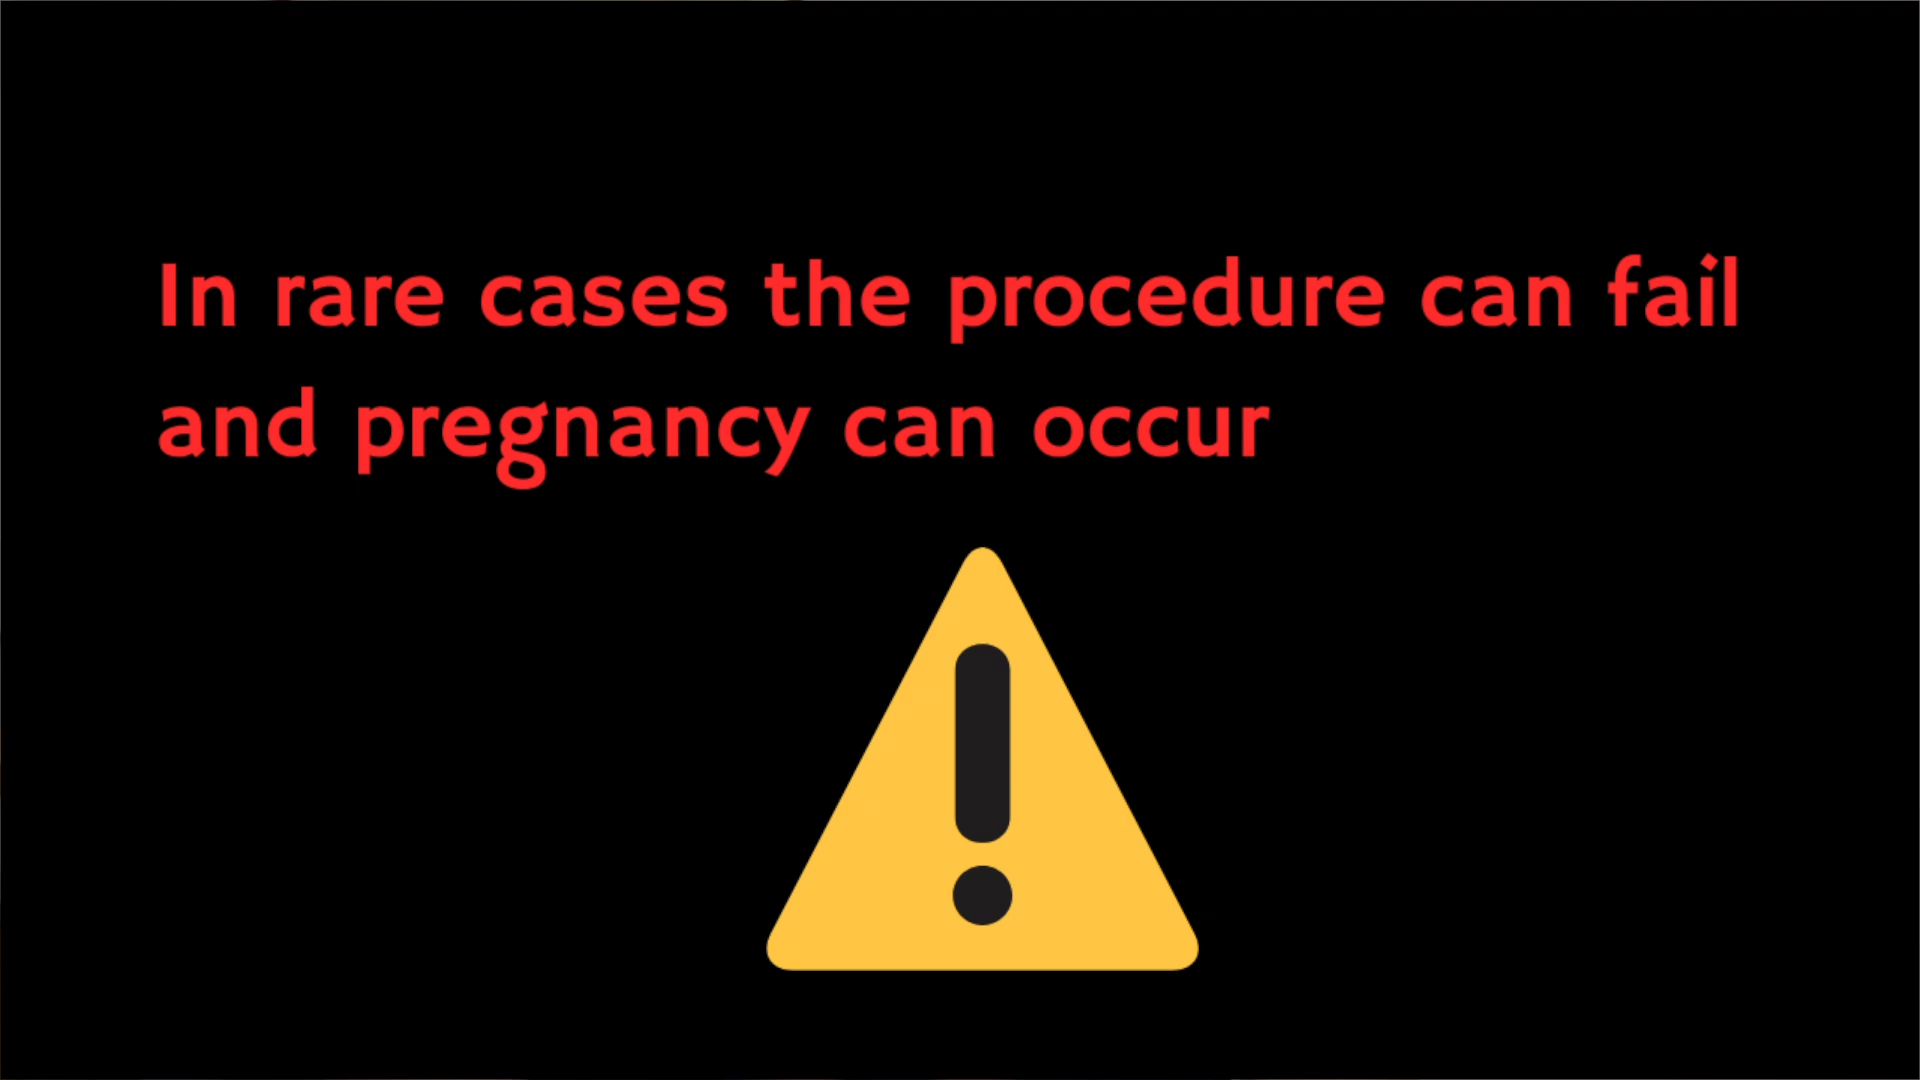 In rare cases the procedure can fail
and pregnancy can occur